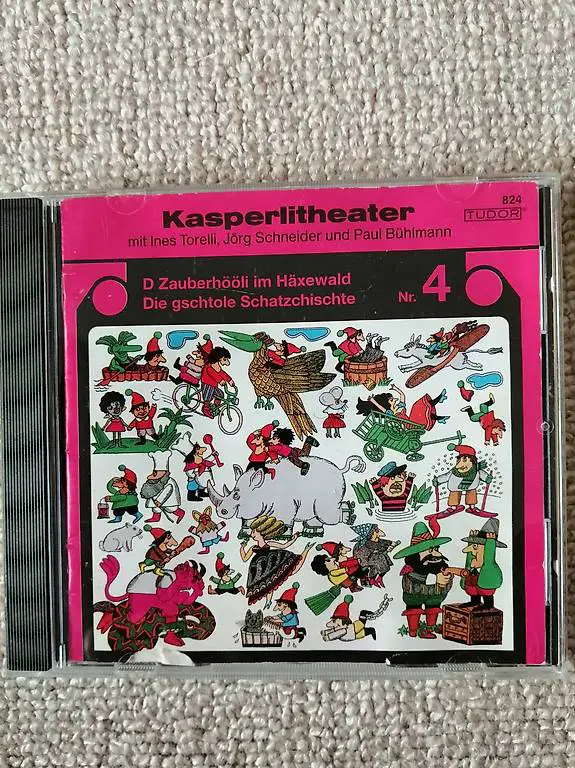 Kasperlitheater
824
TUDOR
mit Ines Torelli, Jörg Schneider und Paul Bühlmann
D Zauberhööli im Häxewald
Die gschtole Schatzchischte
Nr. 4